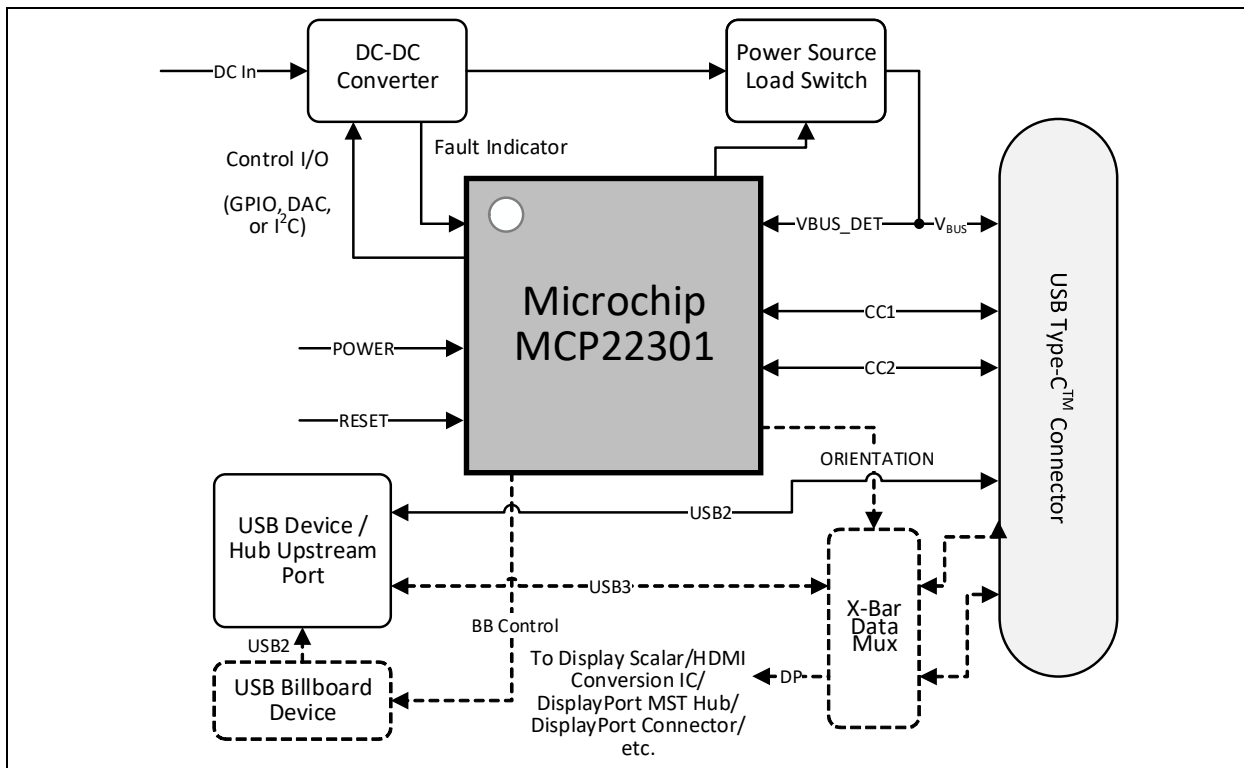 DC In
DC-DC
Converter
Power Source
Load Switch
Control I/O
(GPIO, DAC,
or I²C)
Fault Indicator
Microchip
MCP22301
VBUS_DET
VBUS
CC1
CC2
USB Type-C™ Connector
POWER
RESET
ORIENTATION
USB Device /
Hub Upstream
Port
USB2
USB3
X-Bar
Data
Mux
BB Control
USB2
USB Billboard
Device
To Display Scalar/HDMI
Conversion IC/
DisplayPort MST Hub/
DisplayPort Connector/
etc.
DP